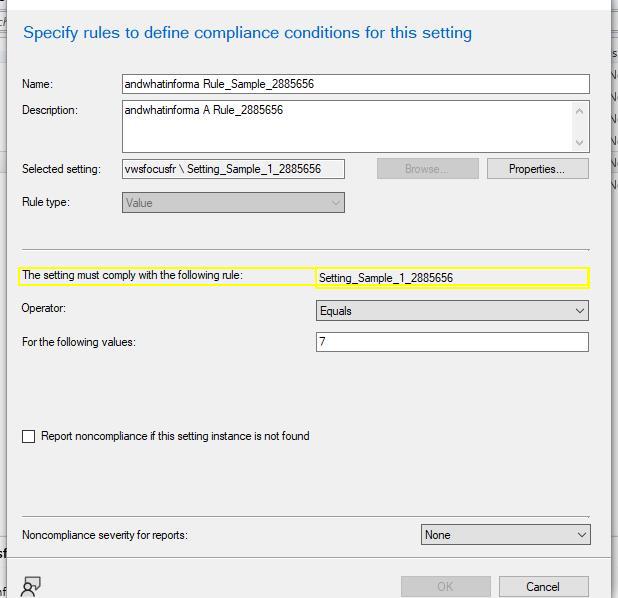 Specify rules to define compliance conditions for this setting
Name: andwhatinforma Rule_Sample_2885656
Description: andwhatinforma A Rule_2885656
Selected setting: vwsfocusfr \ Setting_Sample_1_2885656 Browse... Properties...
Rule type: Value
The setting must comply with the following rule: Setting_Sample_1_2885656
Operator: Equals
For the following values: 7
Report noncompliance if this setting instance is not found
Noncompliance severity for reports: None
OK Cancel